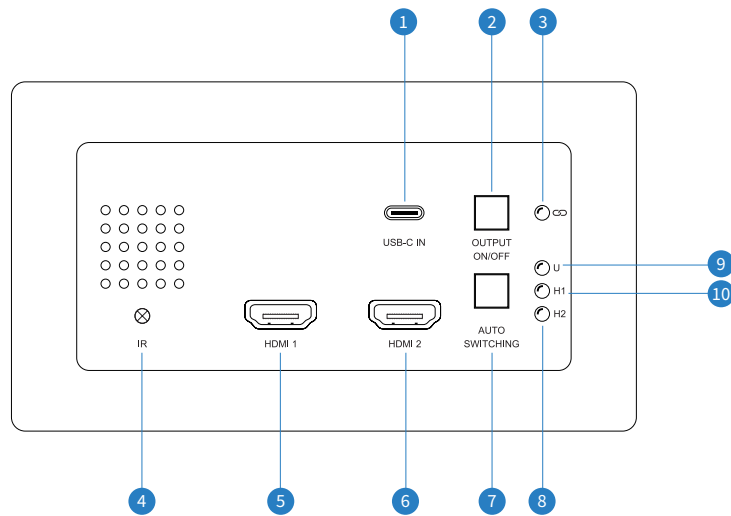 1
2
3
USB-C IN
OUTPUT
ON/OFF
U
9
H1
10
H2
IR
HDMI 1
HDMI 2
AUTO
SWITCHING
4
5
6
7
8